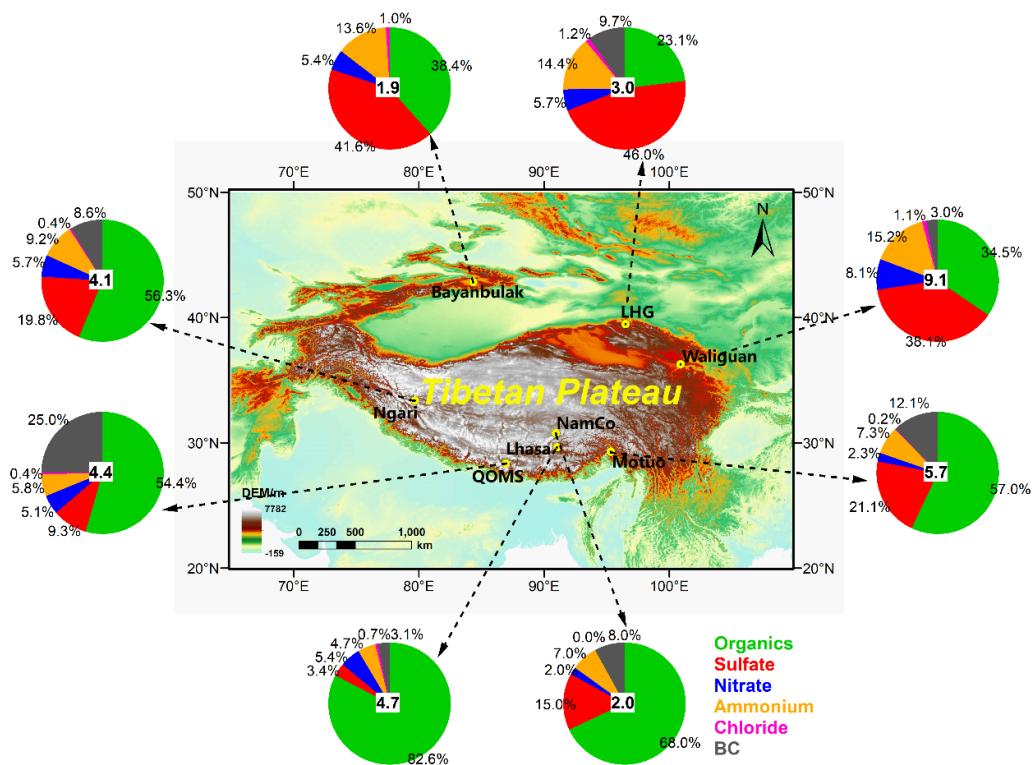 13.6%
1.0%
5.4%
38.4%
1.9
41.6%
9.7%
1.2%
23.1%
14.4%
3.0
5.7%
46.0%
8.6%
0.4%
9.2%
5.7%
4.1
56.3%
19.8%
1.1%
3.0%
15.2%
34.5%
8.1%
9.1
38.1%
70°E
80°E
90°E
100°E
50°N
50°N
N
Bayanbulak
LHG
40°N
40°N
Waliguan
Tibetan Plateau
Ngari
NamCo
30°N
30°N
Lhasa
Motuo
QOMS
DEM/m
7782
-159
0 250 500 1,000
km
20°N
20°N
70°E
80°E
90°E
100°E
25.0%
0.4%
4.4
5.8%
54.4%
5.1%
9.3%
12.1%
0.2%
7.3%
2.3%
5.7
57.0%
21.1%
0.7%
3.1%
4.7%
5.4%
3.4%
4.7
82.6%
0.0%
8.0%
7.0%
2.0%
15.0%
2.0
68.0%
Organics
Sulfate
Nitrate
Ammonium
Chloride
BC